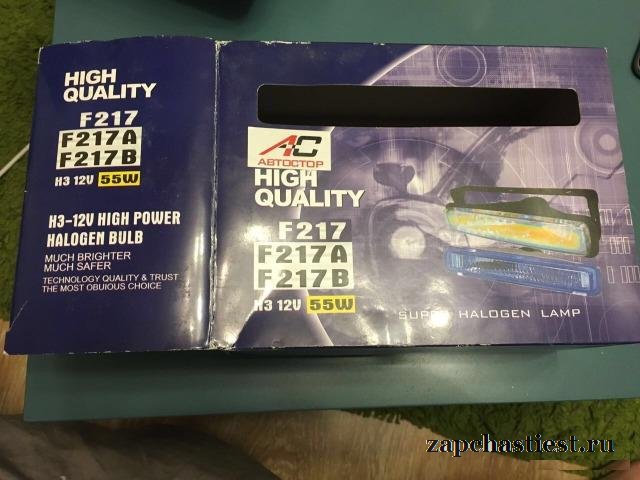 HIGH
QUALITY
F217
F217A
F217B
H3 12V 55W
H3-12V HIGH POWER
HALOGEN BULB
MUCH BRIGHTER
MUCH SAFER
TECHNOLOGY QUALITY & TRUST
THE MOST OBUIOUS CHOICE
AC
АВТОСТОР
HIGH
QUALITY
F217
F217A
F217B
H3 12V 55W
SUPER HALOGEN LAMP
zapchastiest.ru